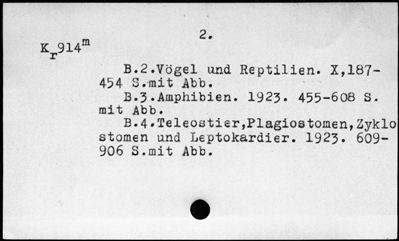 2.
Kr914m
B.2.Vögel und Reptilien. X,187-
454 S.mit Abb.
B.3.Amphibien. 1923. 455-608 S.
mit Abb.
B.4.Teleostier,Plagiostomen,Zyklo
stomen und Leptokardier. 1923. 609-
906 S.mit Abb.